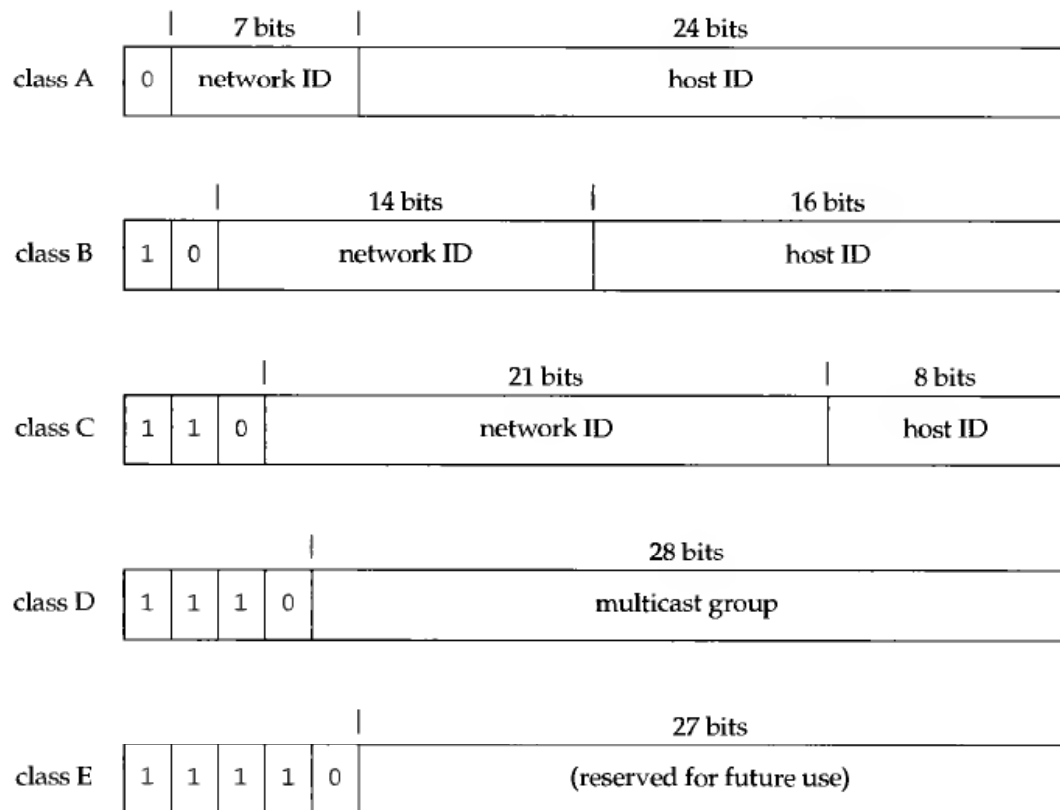 7 bits 24 bits
class A 0 network ID host ID
14 bits 16 bits
class B 1 0 network ID host ID
21 bits 8 bits
class C 1 1 0 network ID host ID
28 bits
class D 1 1 1 0 multicast group
27 bits
class E 1 1 1 1 0 (reserved for future use)